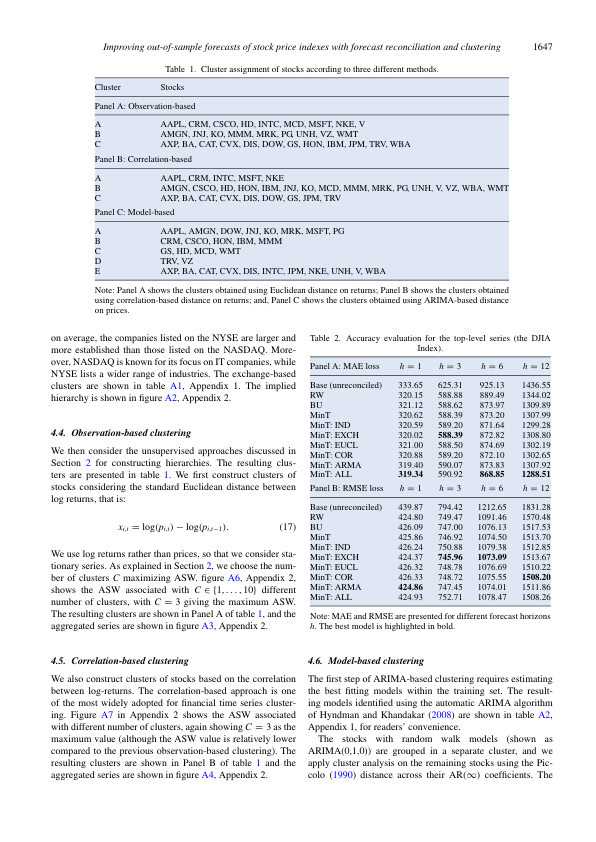 Improving out-of-sample forecasts of stock price indexes with forecast reconciliation and clustering 1647
Table 1. Cluster assignment of stocks according to three different methods.
Cluster Stocks
Panel A: Observation-based
A AAPL, CRM, CSCO, HD, INTC, MCD, MSFT, NKE, V
B AMGN, JNJ, KO, MMM, MRK, PG, UNH, VZ, WMT
C AXP, BA, CAT, CVX, DIS, DOW, GS, HON, IBM, JPM, TRV, WBA
Panel B: Correlation-based
A AAPL, CRM, INTC, MSFT, NKE
B AMGN, CSCO, HD, HON, IBM, JNJ, KO, MCD, MMM, MRK, PG, UNH, V, VZ, WBA, WMT
C AXP, BA, CAT, CVX, DIS, DOW, GS, JPM, TRV
Panel C: Model-based
A AAPL, AMGN, DOW, JNJ, KO, MRK, MSFT, PG
B CRM, CSCO, HON, IBM, MMM
C GS, HD, MCD, WMT
D TRV, VZ
E AXP, BA, CAT, CVX, DIS, INTC, JPM, NKE, UNH, V, WBA
Note: Panel A shows the clusters obtained using Euclidean distance on returns; Panel B shows the clusters obtained
using correlation-based distance on returns; and, Panel C shows the clusters obtained using ARIMA-based distance
on prices.
on average, the companies listed on the NYSE are larger and
more established than those listed on the NASDAQ. More-
over, NASDAQ is known for its focus on IT companies, while
NYSE lists a wider range of industries. The exchange-based
clusters are shown in table A1, Appendix 1. The implied
hierarchy is shown in figure A2, Appendix 2.
4.4. Observation-based clustering
We then consider the unsupervised approaches discussed in
Section 2 for constructing hierarchies. The resulting clus-
ters are presented in table 1. We first construct clusters of
stocks considering the standard Euclidean distance between
log returns, that is:
x_{i,t} = log(p_{i,t}) − log(p_{i,t−1}). (17)
We use log returns rather than prices, so that we consider sta-
tionary series. As explained in Section 2, we choose the num-
ber of clusters C maximizing ASW. figure A6, Appendix 2,
shows the ASW associated with C ∈ {1, . . . , 10} different
number of clusters, with C = 3 giving the maximum ASW.
The resulting clusters are shown in Panel A of table 1, and the
aggregated series are shown in figure A3, Appendix 2.
4.5. Correlation-based clustering
We also construct clusters of stocks based on the correlation
between log-returns. The correlation-based approach is one
of the most widely adopted for financial time series cluster-
ing. Figure A7 in Appendix 2 shows the ASW associated
with different number of clusters, again showing C = 3 as the
maximum value (although the ASW value is relatively lower
compared to the previous observation-based clustering). The
resulting clusters are shown in Panel B of table 1 and the
aggregated series are shown in figure A4, Appendix 2.
Table 2. Accuracy evaluation for the top-level series (the DJIA
Index).
Panel A: MAE loss h = 1 h = 3 h = 6 h = 12
Base (unreconciled) 333.65 625.31 925.13 1436.55
RW 320.15 588.88 889.49 1344.02
BU 321.12 588.62 873.97 1309.89
MinT 320.62 588.39 873.20 1307.99
MinT: IND 320.59 589.20 871.64 1299.28
MinT: EXCH 320.02 588.39 872.82 1308.80
MinT: EUCL 321.00 588.50 874.69 1302.19
MinT: COR 320.88 589.20 872.10 1302.65
MinT: ARMA 319.40 590.07 873.83 1307.92
MinT: ALL 319.34 590.92 868.85 1288.51
Panel B: RMSE loss h = 1 h = 3 h = 6 h = 12
Base (unreconciled) 439.87 794.42 1212.65 1831.28
RW 424.80 749.47 1091.46 1570.48
BU 426.09 747.00 1076.13 1517.53
MinT 425.86 746.92 1074.50 1513.70
MinT: IND 426.24 750.88 1079.38 1512.85
MinT: EXCH 424.37 745.96 1073.09 1513.67
MinT: EUCL 426.32 748.78 1076.69 1510.22
MinT: COR 426.33 748.72 1075.55 1508.20
MinT: ARMA 424.86 747.45 1074.01 1511.86
MinT: ALL 424.93 752.71 1078.47 1508.26
Note: MAE and RMSE are presented for different forecast horizons
h. The best model is highlighted in bold.
4.6. Model-based clustering
The first step of ARIMA-based clustering requires estimating
the best fitting models within the training set. The result-
ing models identified using the automatic ARIMA algorithm
of Hyndman and Khandakar (2008) are shown in table A2,
Appendix 1, for readers' convenience.
The stocks with random walk models (shown as
ARIMA(0,1,0)) are grouped in a separate cluster, and we
apply cluster analysis on the remaining stocks using the Pic-
colo (1990) distance across their AR(∞) coefficients. The